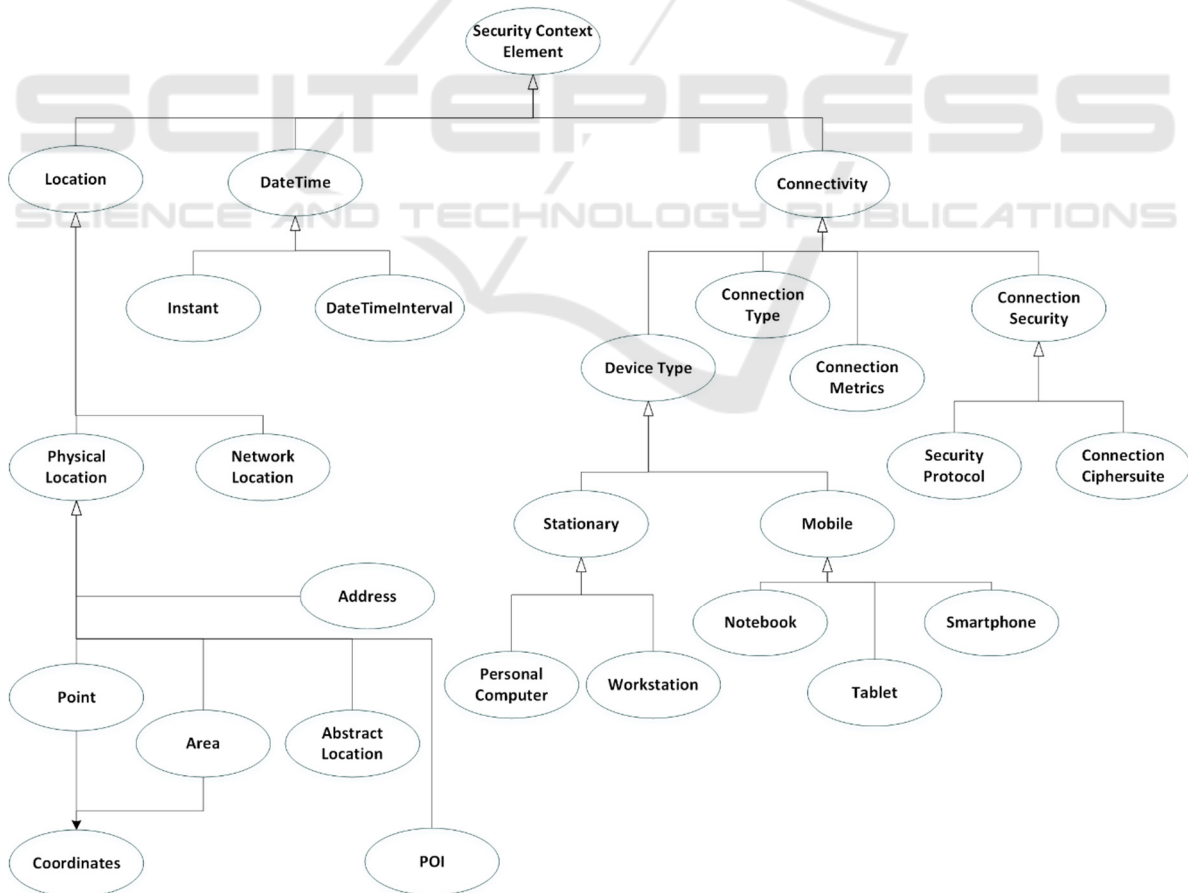 Security Context
Element
SCITEPRESS
SCIENCE AND TECHNOLOGY PUBLICATIONS
Location
DateTime
Connectivity
Instant
DateTimeInterval
Connection
Type
Connection
Security
Device Type
Connection
Metrics
Physical
Location
Network
Location
Security
Protocol
Connection
Ciphersuite
Stationary
Mobile
Address
Notebook
Smartphone
Point
Personal
Computer
Workstation
Tablet
Area
Abstract
Location
Coordinates
POI